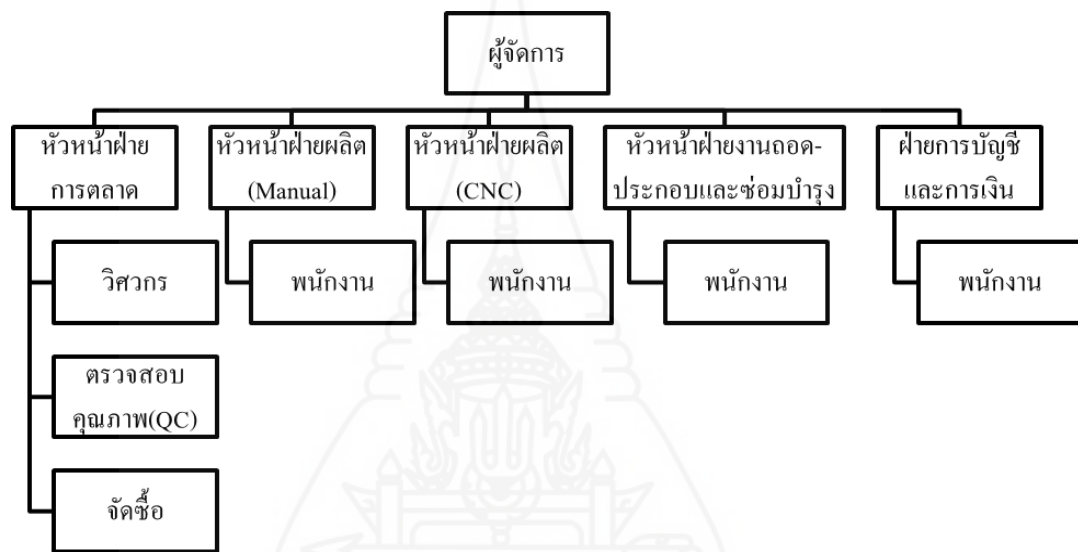 ผู้จัดการ
หัวหน้าฝ่าย
การตลาด
หัวหน้าฝ่ายผลิต
(Manual)
หัวหน้าฝ่ายผลิต
(CNC)
หัวหน้าฝ่ายงานถอด-
ประกอบและซ่อมบำรุง
ฝ่ายการบัญชี
และการเงิน
วิศวกร
พนักงาน
พนักงาน
พนักงาน
พนักงาน
ตรวจสอบ
คุณภาพ(QC)
จัดซื้อ